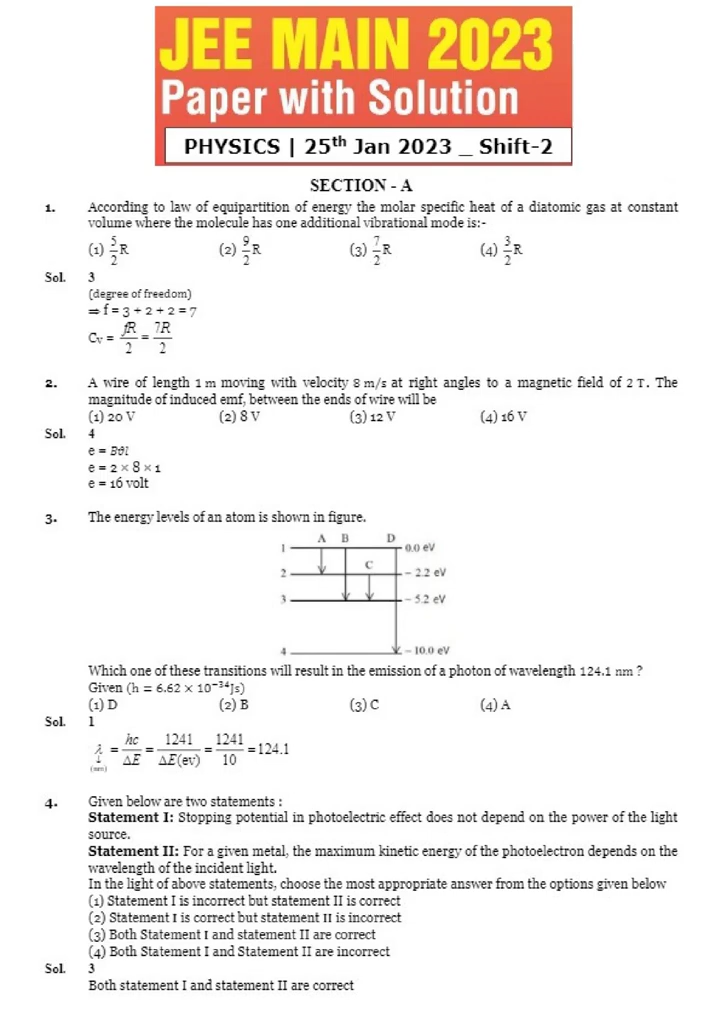 JEE MAIN 2023
Paper with Solution
PHYSICS | 25th Jan 2023 _ Shift-2
SECTION - A
1. According to law of equipartition of energy the molar specific heat of a diatomic gas at constant
volume where the molecule has one additional vibrational mode is:-
(1) 5/2 R (2) 9/2 R (3) 7/2 R (4) 3/2 R
Sol. 3
(degree of freedom)
⇒ f = 3 + 2 + 2 = 7
Cv = fR/2 = 7R/2
2. A wire of length 1 m moving with velocity 8 m/s at right angles to a magnetic field of 2 T. The
magnitude of induced emf, between the ends of wire will be
(1) 20 V (2) 8 V (3) 12 V (4) 16 V
Sol. 4
e = Bϑl
e = 2 × 8 × 1
e = 16 volt
3. The energy levels of an atom is shown in figure.
A B D
1 0.0 eV
C
2 – 2.2 eV
3 – 5.2 eV
4 – 10.0 eV
Which one of these transitions will result in the emission of a photon of wavelength 124.1 nm ?
Given (h = 6.62 × 10⁻³⁴Js)
(1) D (2) B (3) C (4) A
Sol. 1
λ = hc/ΔE = 1241/ΔE(ev) = 1241/10 = 124.1
↓
(nm)
4. Given below are two statements :
Statement I: Stopping potential in photoelectric effect does not depend on the power of the light
source.
Statement II: For a given metal, the maximum kinetic energy of the photoelectron depends on the
wavelength of the incident light.
In the light of above statements, choose the most appropriate answer from the options given below
(1) Statement I is incorrect but statement II is correct
(2) Statement I is correct but statement II is incorrect
(3) Both Statement I and statement II are correct
(4) Both Statement I and Statement II are incorrect
Sol. 3
Both statement I and statement II are correct